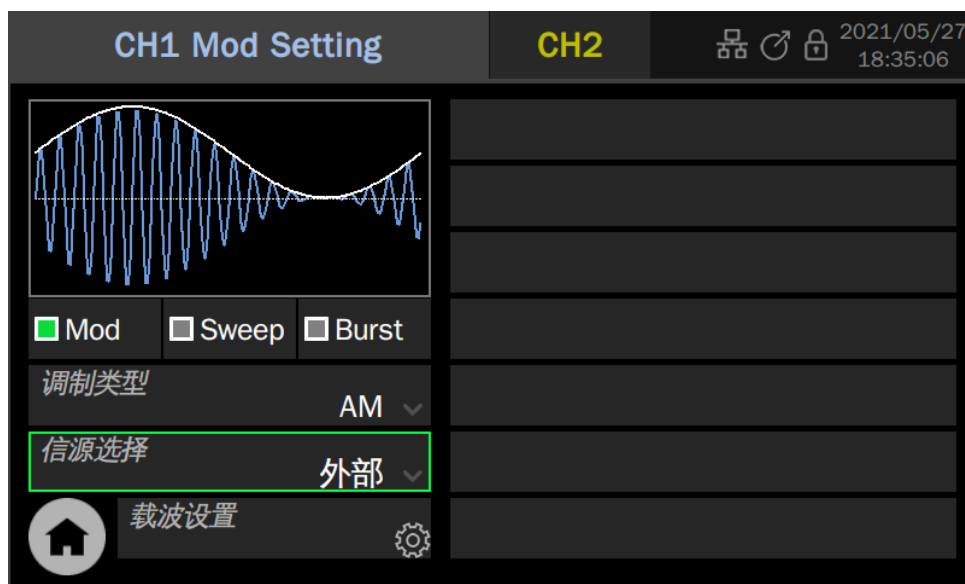 CH1 Mod Setting
CH2
2021/05/27
18:35:06
Mod
Sweep
Burst
调制类型
AM
信源选择
外部
载波设置